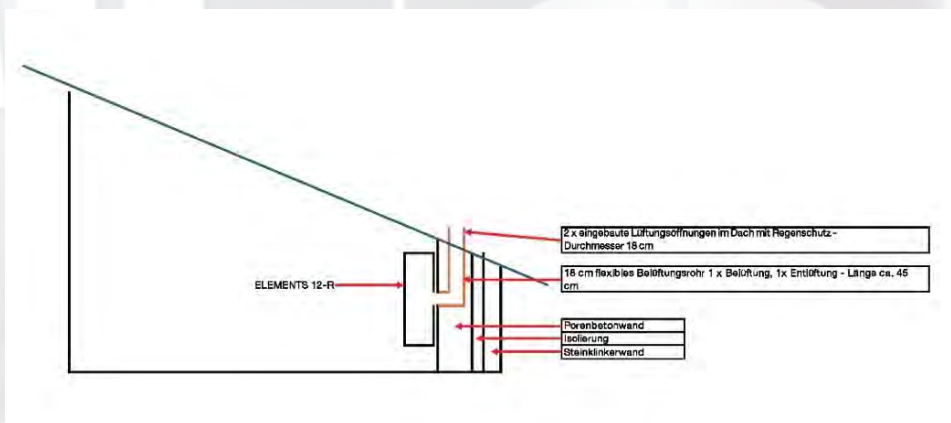 2 x eingebaute Lüftungsöffnungen im Dach mit Regenschutz -
Durchmesser 18 cm
18 cm flexibles Belüftungsrohr 1 x Belüftung, 1x Entlüftung - Länge ca. 45
cm
ELEMENTS 12-R
Porenbetonwand
Isolierung
Steinklinkerwand